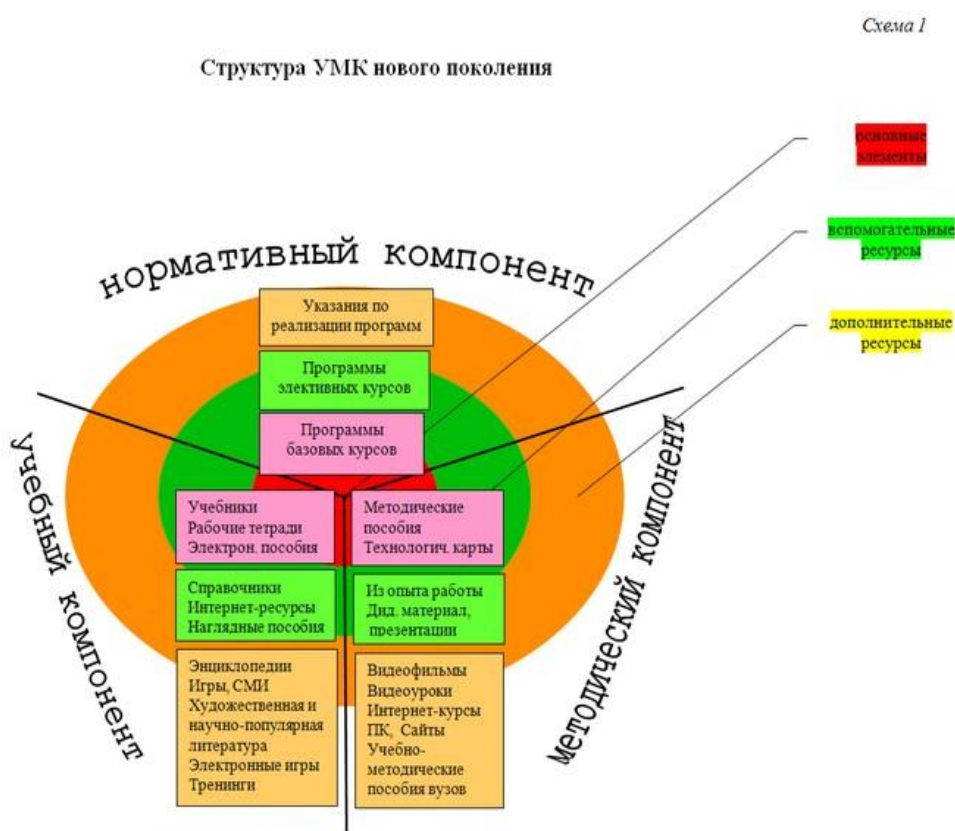 Схема 1
Структура УМК нового поколения
основные
элементы
вспомогательные
ресурсы
дополнительные
ресурсы
нормативный компонент
Указания по
реализации программ
Программы
элективных курсов
Программы
базовых курсов
учебный компонент
Учебники
Рабочие тетради
Электрон. пособия
Справочники
Интернет-ресурсы
Наглядные пособия
Энциклопедии
Игры, СМИ
Художественная и
научно-популярная
литература
Электронные игры
Тренинги
методический компонент
Методические
пособия
Технологич. карты
Из опыта работы
Дид. материал,
презентации
Видеофильмы
Видеоуроки
Интернет-курсы
ПК, Сайты
Учебно-
методические
пособия вузов